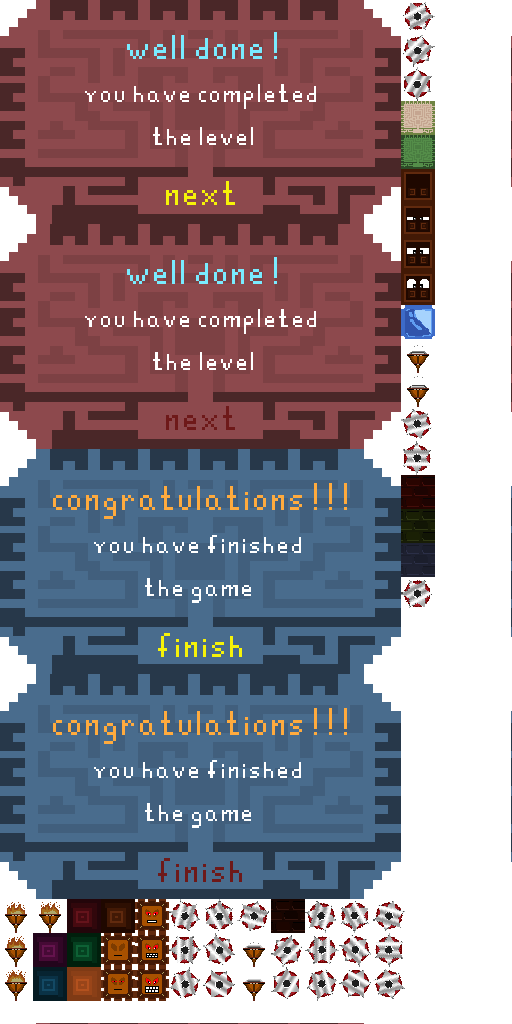 well done!
you have completed
the level
next
well done!
you have completed
the level
next
congratulations!!!
you have finished
the game
finish
congratulations!!!
you have finished
the game
finish